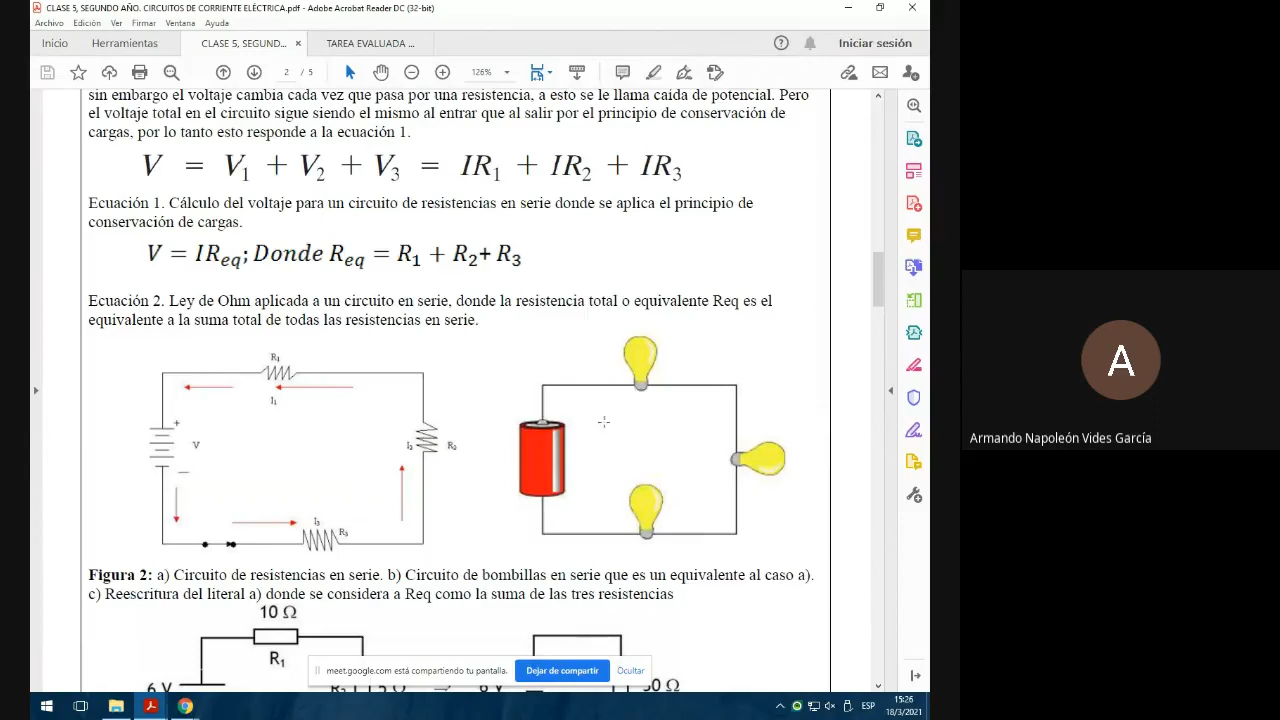 CLASE 5, SEGUNDO AÑO. CIRCUITOS DE CORRIENTE ELÉCTRICA.pdf - Adobe Acrobat Reader DC (32-bit)
Archivo Edición Ver Firmar Ventana Ayuda
Inicio Herramientas CLASE 5, SEGUND... × TAREA EVALUADA ... Iniciar sesión
2 / 5 126%
sin embargo el voltaje cambia cada vez que pasa por una resistencia, a esto se le llama caída de potencial. Pero
el voltaje total en el circuito sigue siendo el mismo al entrar que al salir por el principio de conservación de
cargas, por lo tanto esto responde a la ecuación 1.
V = V₁ + V₂ + V₃ = IR₁ + IR₂ + IR₃
Ecuación 1. Cálculo del voltaje para un circuito de resistencias en serie donde se aplica el principio de
conservación de cargas.
V = IReq; Donde Req = R₁ + R₂+ R₃
Ecuación 2. Ley de Ohm aplicada a un circuito en serie, donde la resistencia total o equivalente Req es el
equivalente a la suma total de todas las resistencias en serie.
R₁
I₁
+
V
−
I₂ R₂
I₃
R₃
Figura 2: a) Circuito de resistencias en serie. b) Circuito de bombillas en serie que es un equivalente al caso a).
c) Reescritura del literal a) donde se considera a Req como la suma de las tres resistencias
10 Ω
R₁
meet.google.com está compartiendo tu pantalla. Dejar de compartir Ocultar
6 V
A
Armando Napoleón Vides García
ESP
15:26
18/3/2021